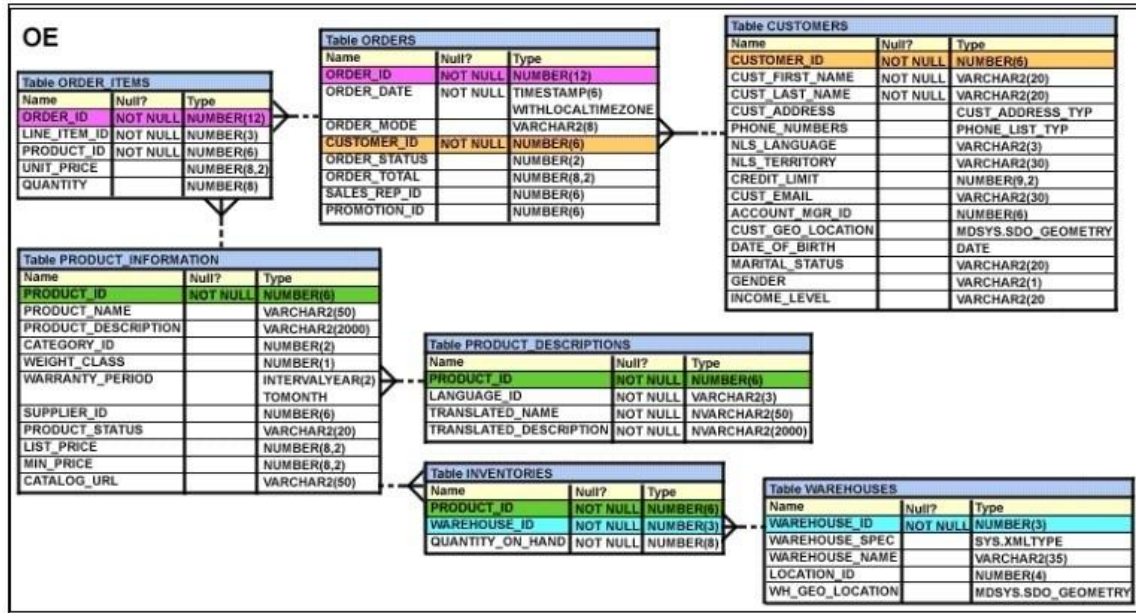 OE
Table ORDER_ITEMS
Name Null? Type
ORDER_ID NOT NULL NUMBER(12)
LINE_ITEM_ID NOT NULL NUMBER(3)
PRODUCT_ID NOT NULL NUMBER(6)
UNIT_PRICE NUMBER(8,2)
QUANTITY NUMBER(8)
Table ORDERS
Name Null? Type
ORDER_ID NOT NULL NUMBER(12)
ORDER_DATE NOT NULL TIMESTAMP(6)
WITHLOCALTIMEZONE
ORDER_MODE VARCHAR2(8)
CUSTOMER_ID NOT NULL NUMBER(6)
ORDER_STATUS NUMBER(2)
ORDER_TOTAL NUMBER(8,2)
SALES_REP_ID NUMBER(6)
PROMOTION_ID NUMBER(6)
Table CUSTOMERS
Name Null? Type
CUSTOMER_ID NOT NULL NUMBER(6)
CUST_FIRST_NAME NOT NULL VARCHAR2(20)
CUST_LAST_NAME NOT NULL VARCHAR2(20)
CUST_ADDRESS CUST_ADDRESS_TYP
PHONE_NUMBERS PHONE_LIST_TYP
NLS_LANGUAGE VARCHAR2(3)
NLS_TERRITORY VARCHAR2(30)
CREDIT_LIMIT NUMBER(9,2)
CUST_EMAIL VARCHAR2(30)
ACCOUNT_MGR_ID NUMBER(6)
CUST_GEO_LOCATION MDSYS.SDO_GEOMETRY
DATE_OF_BIRTH DATE
MARITAL_STATUS VARCHAR2(20)
GENDER VARCHAR2(1)
INCOME_LEVEL VARCHAR2(20
Table PRODUCT_INFORMATION
Name Null? Type
PRODUCT_ID NOT NULL NUMBER(6)
PRODUCT_NAME VARCHAR2(50)
PRODUCT_DESCRIPTION VARCHAR2(2000)
CATEGORY_ID NUMBER(2)
WEIGHT_CLASS NUMBER(1)
WARRANTY_PERIOD INTERVALYEAR(2)
TOMONTH
SUPPLIER_ID NUMBER(6)
PRODUCT_STATUS VARCHAR2(20)
LIST_PRICE NUMBER(8,2)
MIN_PRICE NUMBER(8,2)
CATALOG_URL VARCHAR2(50)
Table PRODUCT_DESCRIPTIONS
Name Null? Type
PRODUCT_ID NOT NULL NUMBER(6)
LANGUAGE_ID NOT NULL VARCHAR2(3)
TRANSLATED_NAME NOT NULL NVARCHAR2(50)
TRANSLATED_DESCRIPTION NOT NULL NVARCHAR2(2000)
Table INVENTORIES
Name Null? Type
PRODUCT_ID NOT NULL NUMBER(6)
WAREHOUSE_ID NOT NULL NUMBER(3)
QUANTITY_ON_HAND NOT NULL NUMBER(8)
Table WAREHOUSES
Name Null? Type
WAREHOUSE_ID NOT NULL NUMBER(3)
WAREHOUSE_SPEC SYS.XMLTYPE
WAREHOUSE_NAME VARCHAR2(35)
LOCATION_ID NUMBER(4)
WH_GEO_LOCATION MDSYS.SDO_GEOMETRY